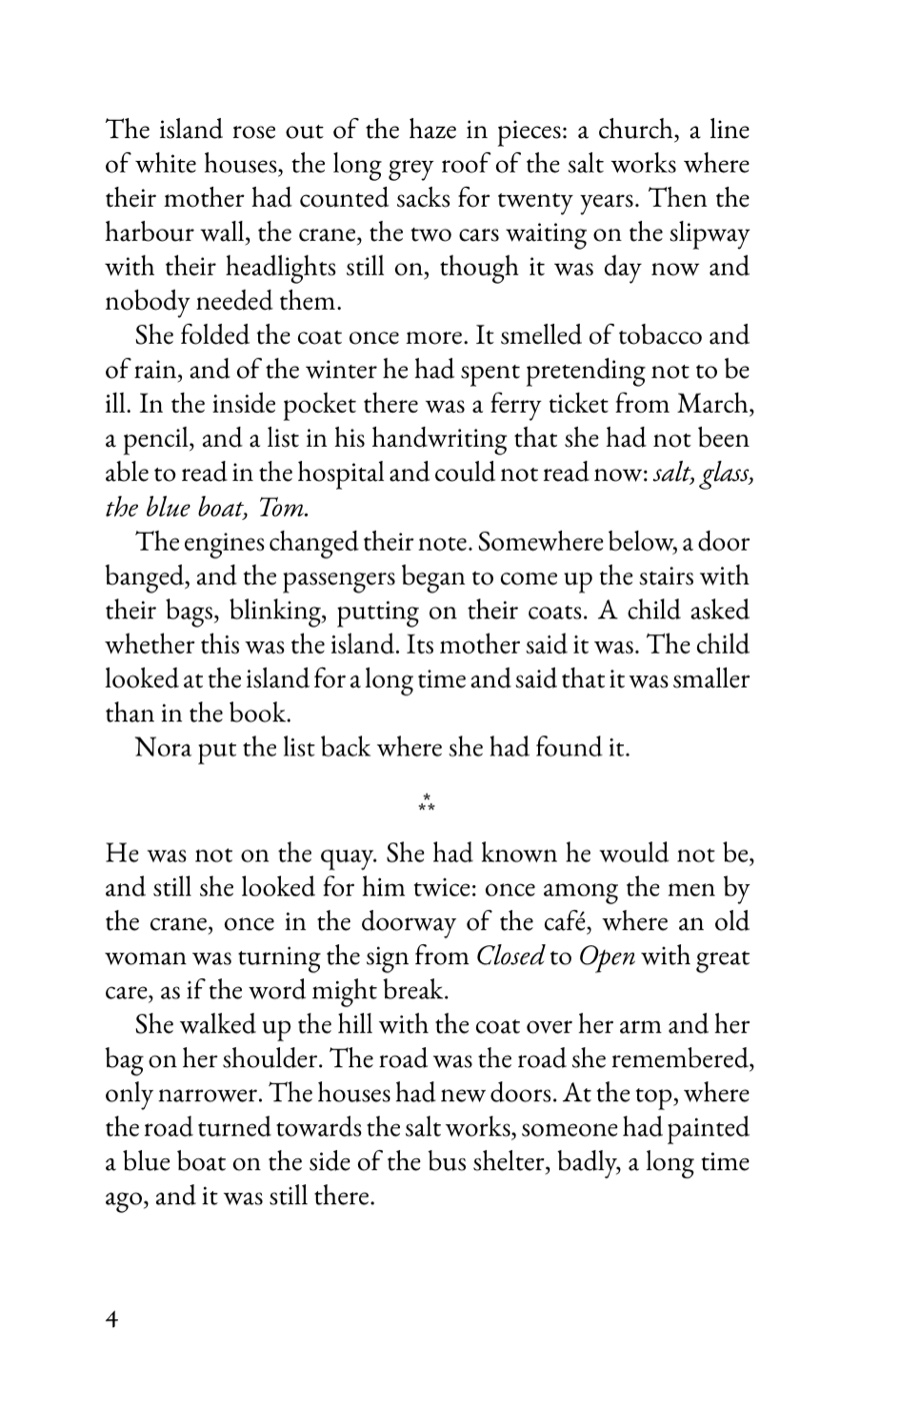 The island rose out of the haze in pieces: a church, a line
of white houses, the long grey roof of the salt works where
their mother had counted sacks for twenty years. Then the
harbour wall, the crane, the two cars waiting on the slipway
with their headlights still on, though it was day now and
nobody needed them.
She folded the coat once more. It smelled of tobacco and
of rain, and of the winter he had spent pretending not to be
ill. In the inside pocket there was a ferry ticket from March,
a pencil, and a list in his handwriting that she had not been
able to read in the hospital and could not read now: salt, glass,
the blue boat, Tom.
The engines changed their note. Somewhere below, a door
banged, and the passengers began to come up the stairs with
their bags, blinking, putting on their coats. A child asked
whether this was the island. Its mother said it was. The child
looked at the island for a long time and said that it was smaller
than in the book.
Nora put the list back where she had found it.
⁂
He was not on the quay. She had known he would not be,
and still she looked for him twice: once among the men by
the crane, once in the doorway of the café, where an old
woman was turning the sign from Closed to Open with great
care, as if the word might break.
She walked up the hill with the coat over her arm and her
bag on her shoulder. The road was the road she remembered,
only narrower. The houses had new doors. At the top, where
the road turned towards the salt works, someone had painted
a blue boat on the side of the bus shelter, badly, a long time
ago, and it was still there.
4